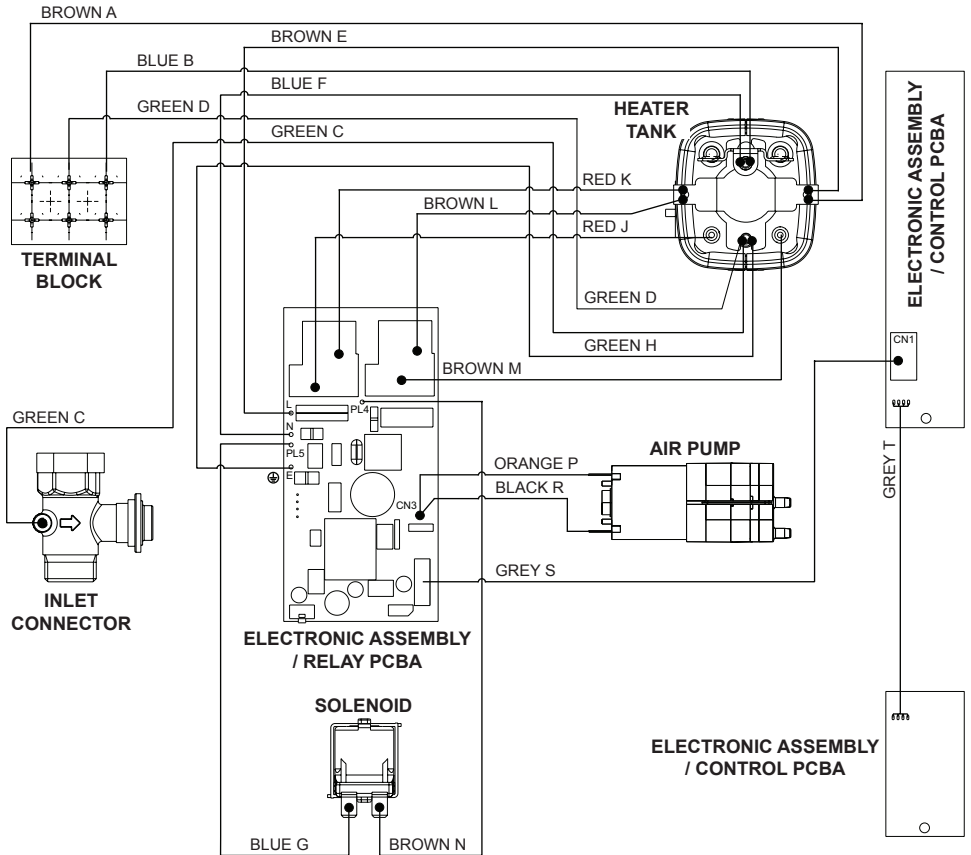 BROWN A
BROWN E
BLUE B
BLUE F
GREEN D
GREEN C
HEATER
TANK
RED K
BROWN L
RED J
TERMINAL
BLOCK
GREEN D
GREEN H
BROWN M
ELECTRONIC ASSEMBLY
/ CONTROL PCBA
CN1
GREEN C
L
PL4
N
PL5
E
CN3
ORANGE P
BLACK R
AIR PUMP
GREY T
GREY S
INLET
CONNECTOR
ELECTRONIC ASSEMBLY
/ RELAY PCBA
SOLENOID
BLUE G
BROWN N
ELECTRONIC ASSEMBLY
/ CONTROL PCBA